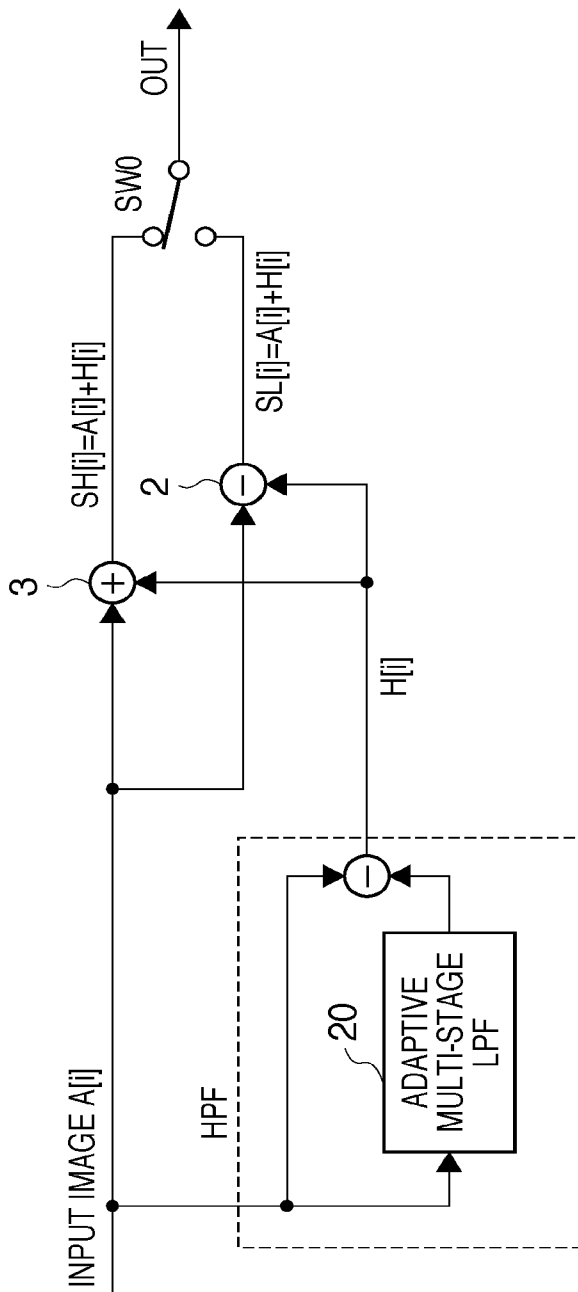 INPUT IMAGE A[i]
HPF
20
ADAPTIVE
MULTI-STAGE
LPF
−
H[i]
3
+
2
−
SH[i]=A[i]+H[i]
SL[i]=A[i]+H[i]
SW0
OUT